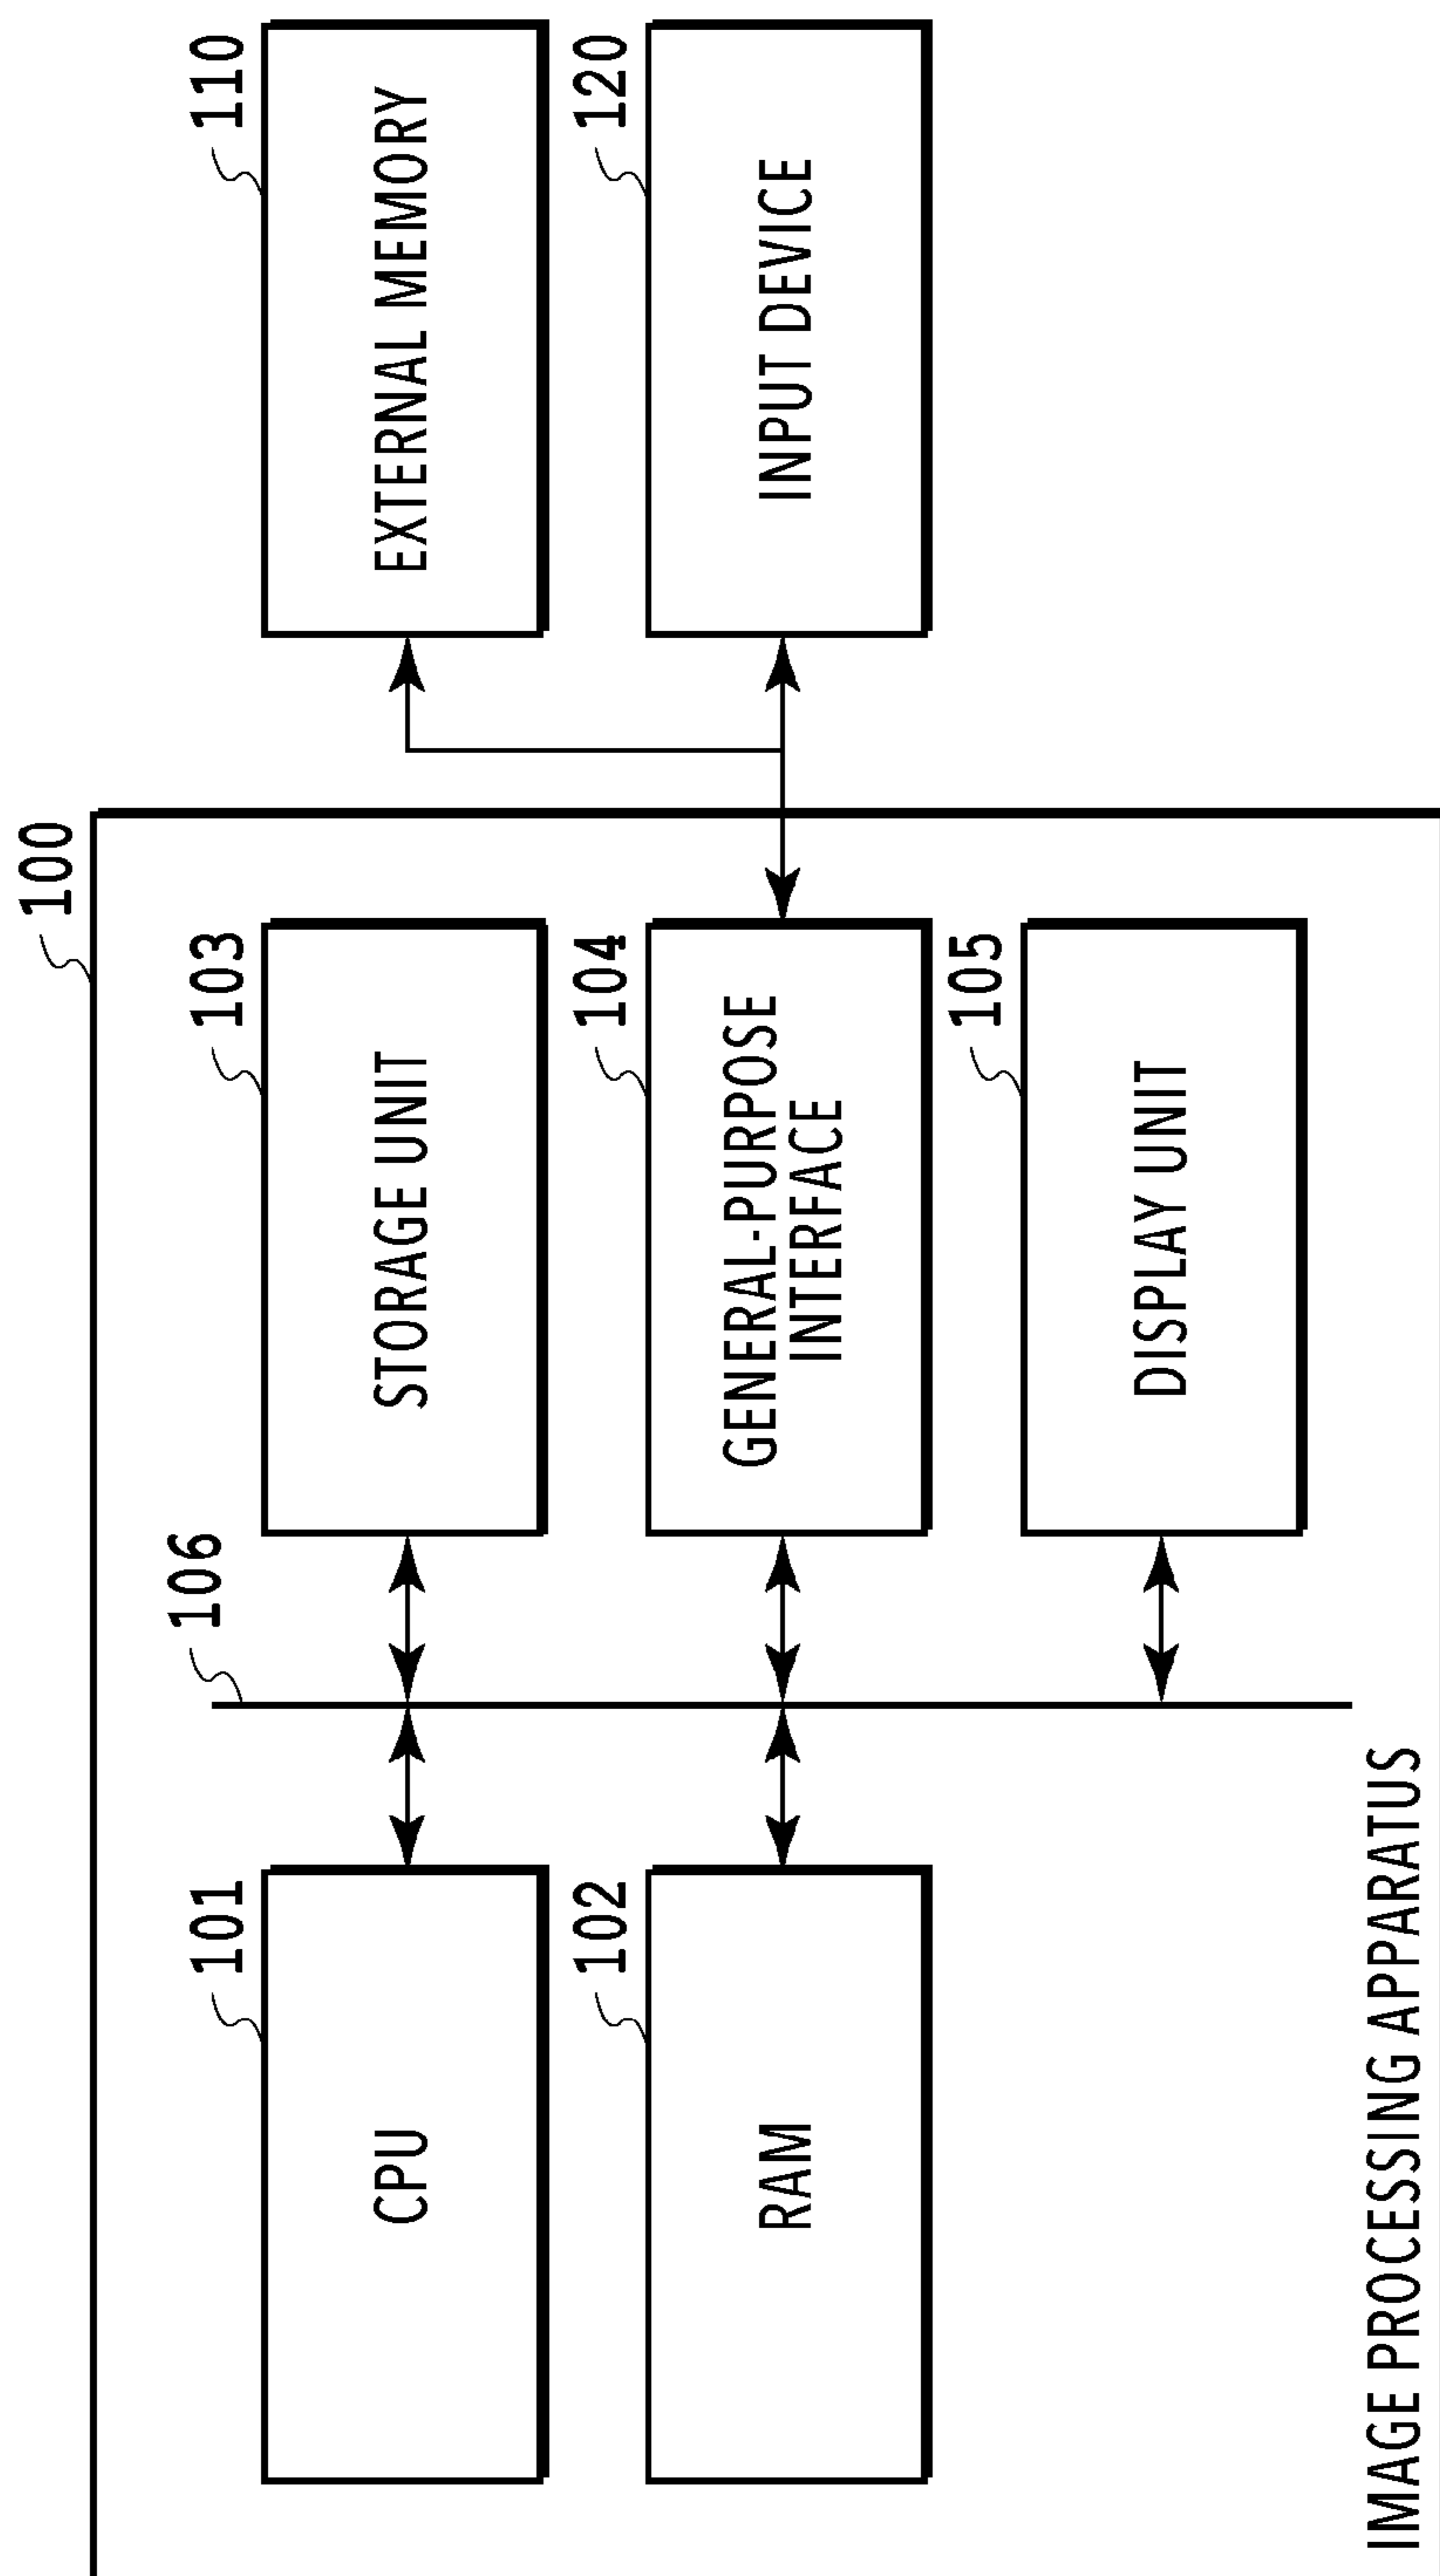 100
101
CPU
102
RAM
106
103
STORAGE UNIT
104
GENERAL-PURPOSE
INTERFACE
105
DISPLAY UNIT
IMAGE PROCESSING APPARATUS
110
EXTERNAL MEMORY
120
INPUT DEVICE